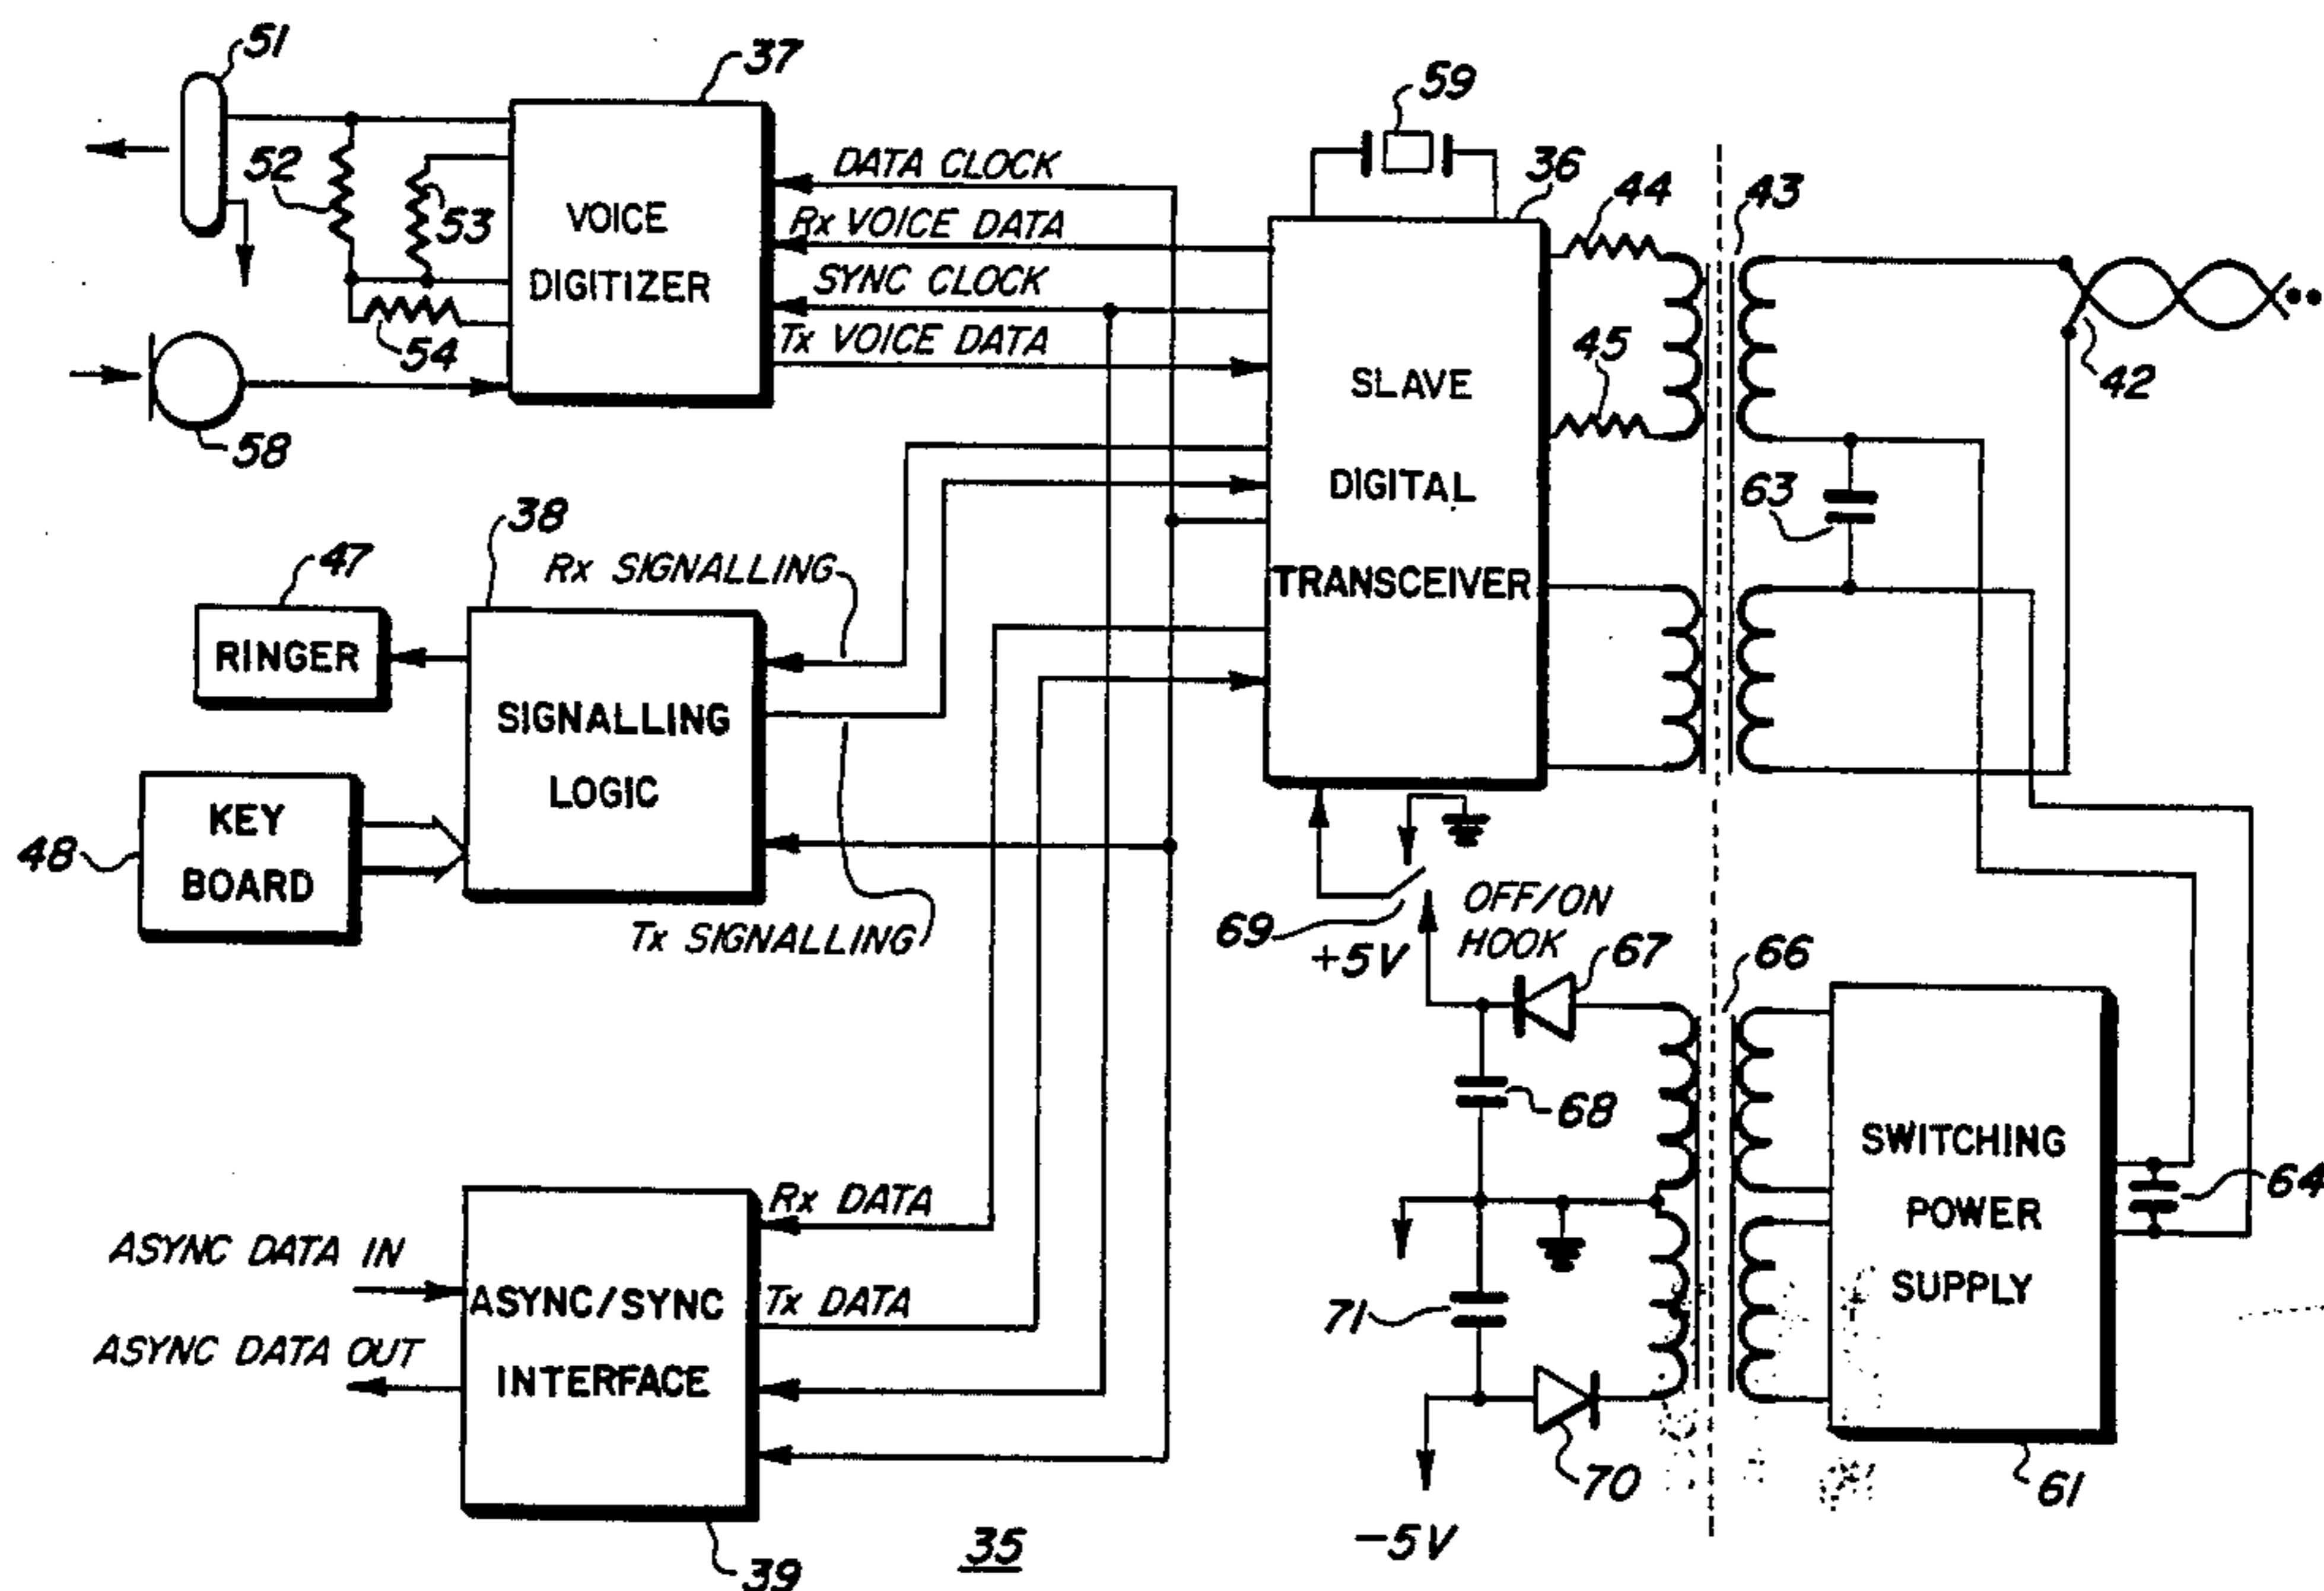 51
37
59
36
44
43
52
53
54
58
VOICE
DIGITIZER
DATA CLOCK
Rx VOICE DATA
SYNC CLOCK
Tx VOICE DATA
SLAVE
DIGITAL
TRANSCEIVER
45
42
63
38
47
Rx SIGNALLING
RINGER
SIGNALLING
LOGIC
KEY
BOARD
48
Tx SIGNALLING
69
+5V
OFF/ON
HOOK
67
66
68
SWITCHING
POWER
SUPPLY
64
61
71
70
-5V
Rx DATA
Tx DATA
ASYNC DATA IN
ASYNC DATA OUT
ASYNC/SYNC
INTERFACE
39
35